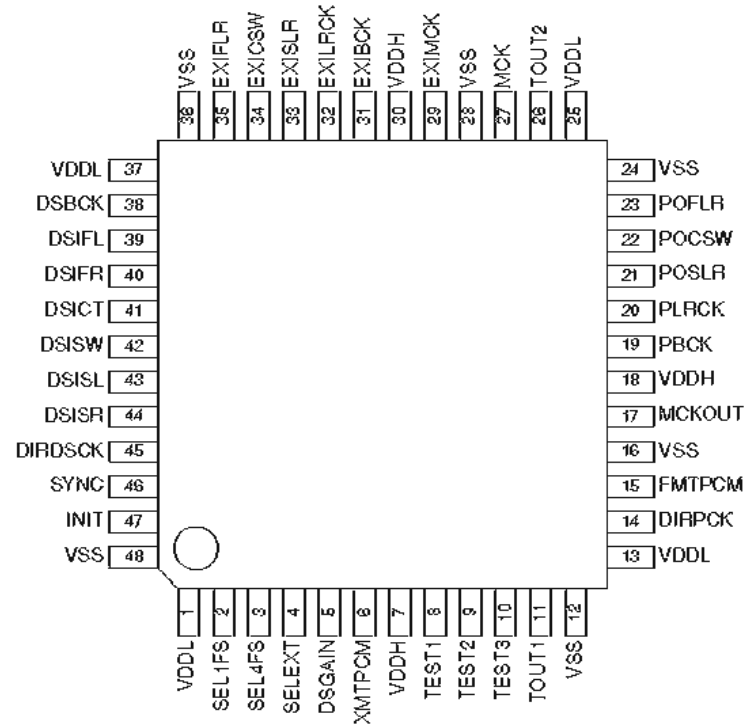 VSS EXIFLR EXICSW EXISLR EXILRCK EXIBCK VDDH EXIMCK VSS MCK TOUT2 VDDL
36 35 34 33 32 31 30 29 28 27 26 25
VDDL 37 24 VSS
DSBCK 38 23 POFLR
DSIFL 39 22 POCSW
DSIFR 40 21 POSLR
DSICT 41 20 PLRCK
DSISW 42 19 PBCK
DSISL 43 18 VDDH
DSISR 44 17 MCKOUT
DIRDSCK 45 16 VSS
SYNC 46 15 FMTPCM
INIT 47 14 DIRPCK
VSS 48 13 VDDL
1 2 3 4 5 6 7 8 9 10 11 12
VDDL SEL1FS SEL4FS SELEXT DSGAIN XMTPCM VDDH TEST1 TEST2 TEST3 TOUT1 VSS